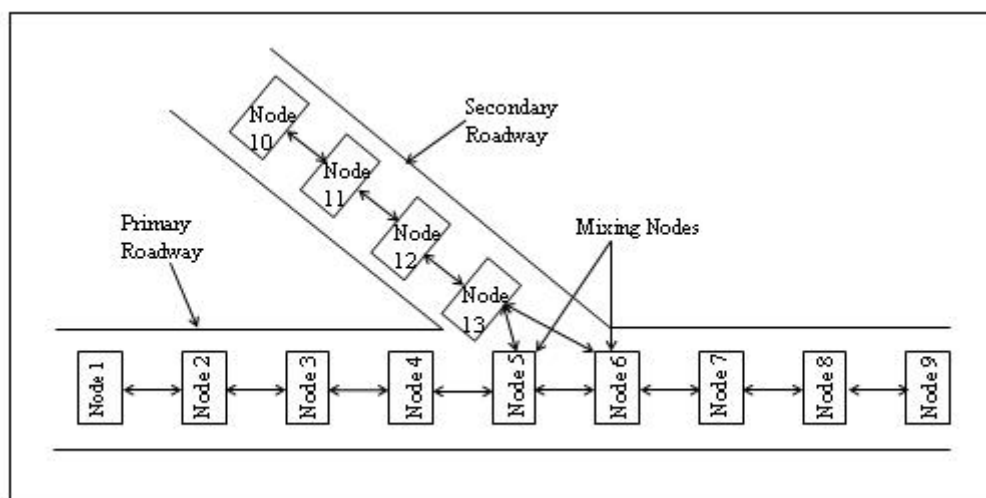 Node
10
Secondary
Roadway
Node
11
Primary
Roadway
Node
12
Mixing Nodes
Node
13
Node 1
Node 2
Node 3
Node 4
Node 5
Node 6
Node 7
Node 8
Node 9